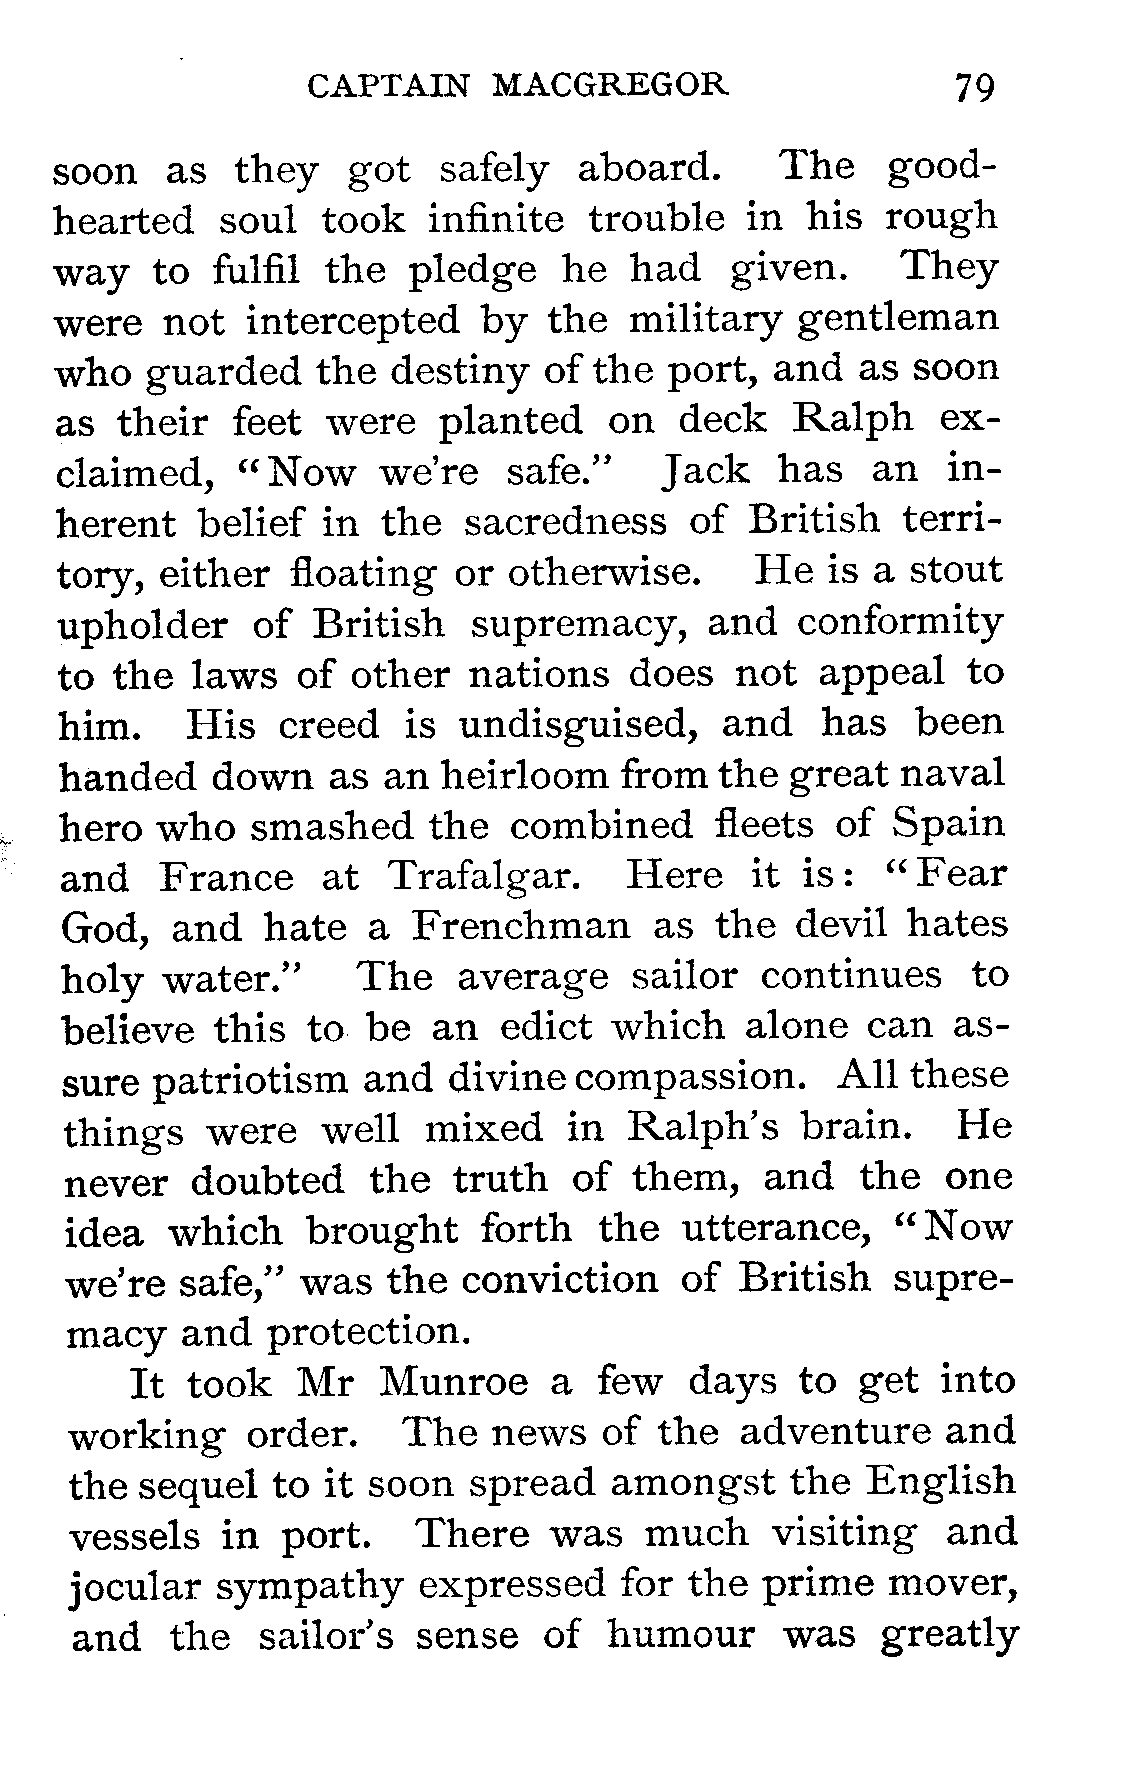 CAPTAIN MACGREGOR 79
soon as they got safely aboard. The good-
hearted soul took infinite trouble in his rough
way to fulfil the pledge he had given. They
were not intercepted by the military gentleman
who guarded the destiny of the port, and as soon
as their feet were planted on deck Ralph ex-
claimed, “Now we're safe.” Jack has an in-
herent belief in the sacredness of British terri-
tory, either floating or otherwise. He is a stout
upholder of British supremacy, and conformity
to the laws of other nations does not appeal to
him. His creed is undisguised, and has been
handed down as an heirloom from the great naval
hero who smashed the combined fleets of Spain
and France at Trafalgar. Here it is: “Fear
God, and hate a Frenchman as the devil hates
holy water.” The average sailor continues to
believe this to be an edict which alone can as-
sure patriotism and divine compassion. All these
things were well mixed in Ralph's brain. He
never doubted the truth of them, and the one
idea which brought forth the utterance, “Now
we're safe,” was the conviction of British supre-
macy and protection.
It took Mr Munroe a few days to get into
working order. The news of the adventure and
the sequel to it soon spread amongst the English
vessels in port. There was much visiting and
jocular sympathy expressed for the prime mover,
and the sailor's sense of humour was greatly